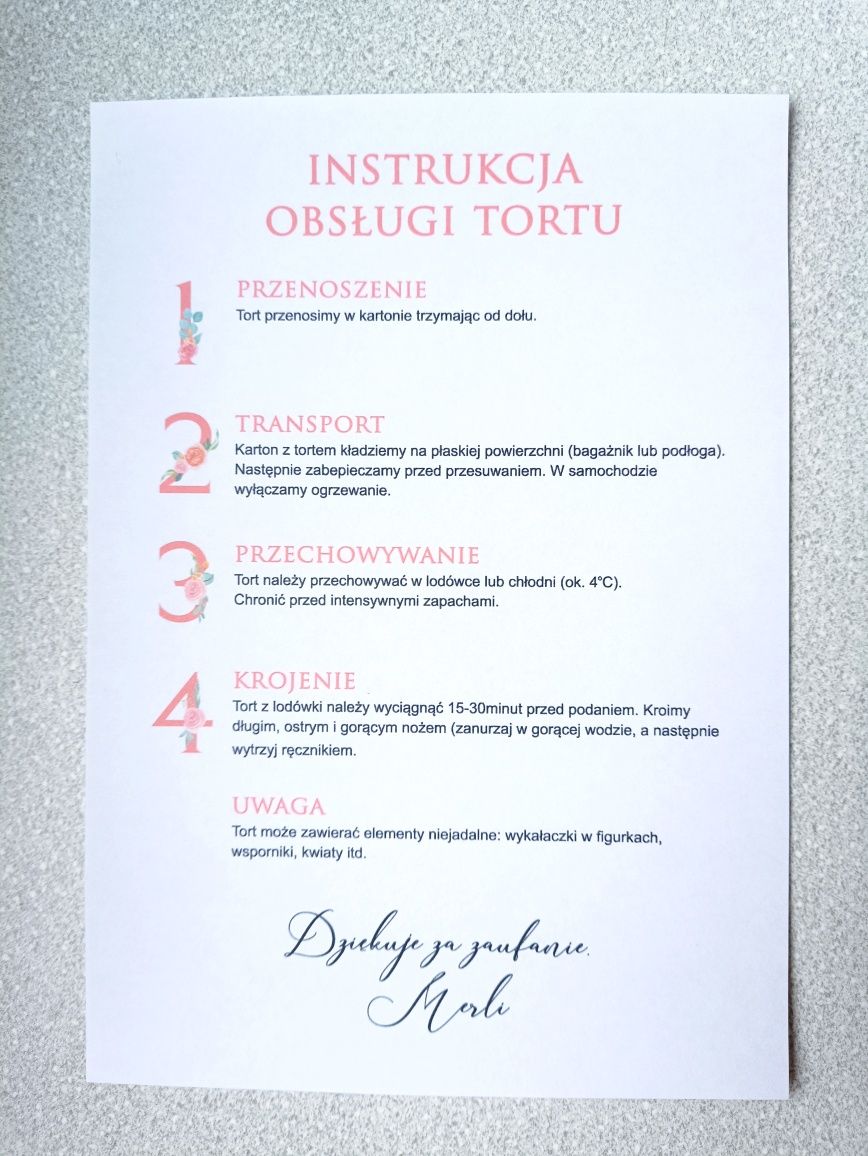 INSTRUKCJA
OBSŁUGI TORTU
1
PRZENOSZENIE
Tort przenosimy w kartonie trzymając od dołu.
2
TRANSPORT
Karton z tortem kładziemy na płaskiej powierzchni (bagażnik lub podłoga).
Następnie zabepieczamy przed przesuwaniem. W samochodzie
wyłączamy ogrzewanie.
3
PRZECHOWYWANIE
Tort należy przechowywać w lodówce lub chłodni (ok. 4°C).
Chronić przed intensywnymi zapachami.
4
KROJENIE
Tort z lodówki należy wyciągnąć 15-30minut przed podaniem. Kroimy
długim, ostrym i gorącym nożem (zanurzaj w gorącej wodzie, a następnie
wytrzyj ręcznikiem.
UWAGA
Tort może zawierać elementy niejadalne: wykałaczki w figurkach,
wsporniki, kwiaty itd.
Dziekuje za zaufanie.
Merli